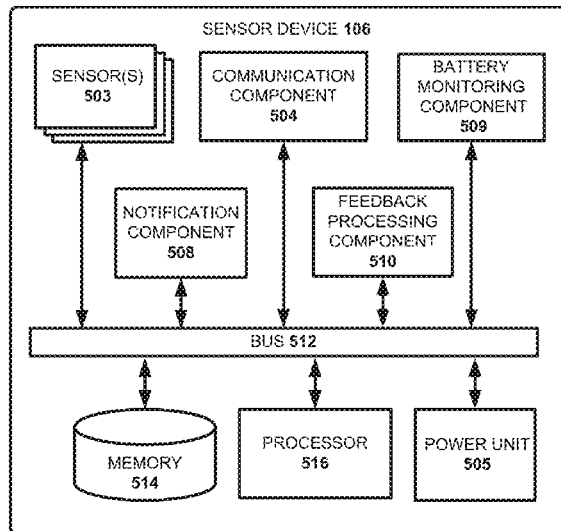 SENSOR DEVICE 106
SENSOR(S)
503
COMMUNICATION
COMPONENT
504
BATTERY
MONITORING
COMPONENT
509
NOTIFICATION
COMPONENT
508
FEEDBACK
PROCESSING
COMPONENT
510
BUS 512
MEMORY
514
PROCESSOR
516
POWER UNIT
505